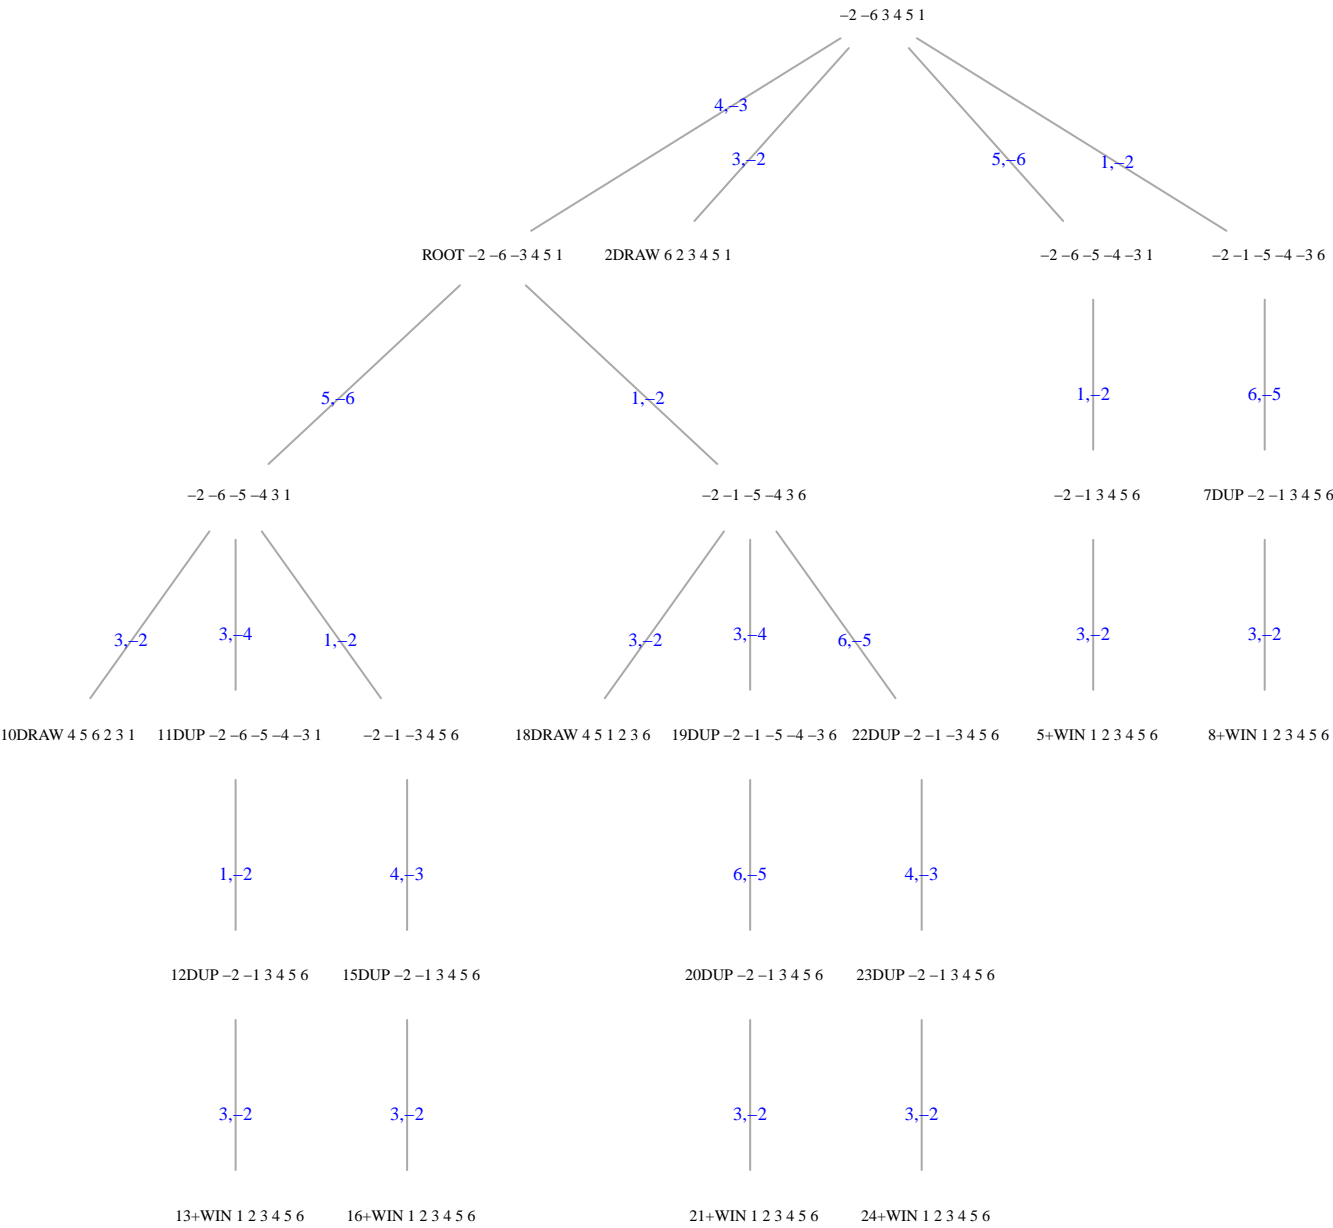 −2 −6 3 4 5 1
4,−3
3,−2
5,−6
1,−2
ROOT −2 −6 −3 4 5 1
2DRAW 6 2 3 4 5 1
−2 −6 −5 −4 −3 1
−2 −1 −5 −4 −3 6
5,−6
1,−2
1,−2
6,−5
−2 −6 −5 −4 3 1
−2 −1 −5 −4 3 6
−2 −1 3 4 5 6
7DUP −2 −1 3 4 5 6
3,−2
3,−4
1,−2
3,−2
3,−4
6,−5
3,−2
3,−2
10DRAW 4 5 6 2 3 1
11DUP −2 −6 −5 −4 −3 1
−2 −1 −3 4 5 6
18DRAW 4 5 1 2 3 6
19DUP −2 −1 −5 −4 −3 6
22DUP −2 −1 −3 4 5 6
5+WIN 1 2 3 4 5 6
8+WIN 1 2 3 4 5 6
1,−2
4,−3
6,−5
4,−3
12DUP −2 −1 3 4 5 6
15DUP −2 −1 3 4 5 6
20DUP −2 −1 3 4 5 6
23DUP −2 −1 3 4 5 6
3,−2
3,−2
3,−2
3,−2
13+WIN 1 2 3 4 5 6
16+WIN 1 2 3 4 5 6
21+WIN 1 2 3 4 5 6
24+WIN 1 2 3 4 5 6